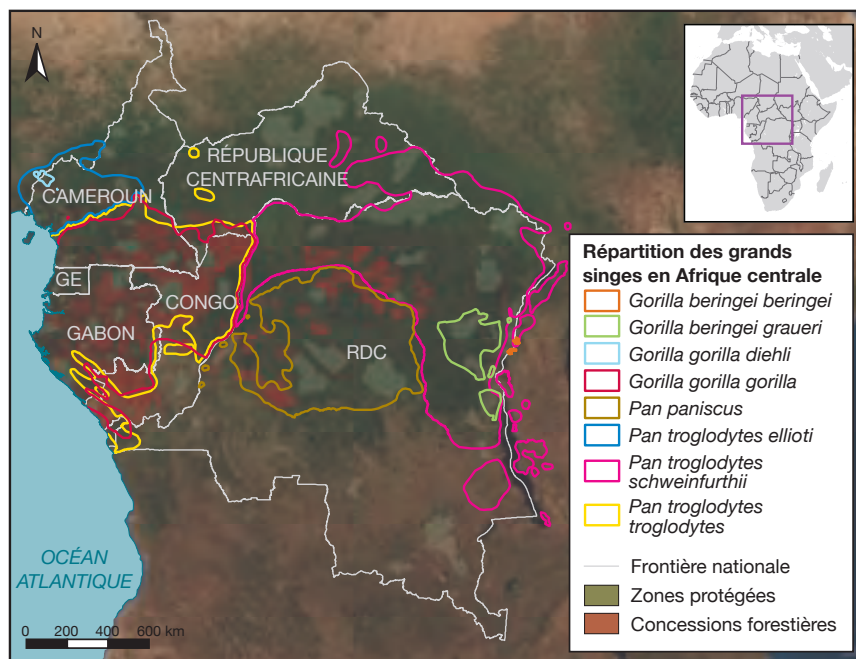 N
RÉPUBLIQUE
CENTRAFRICAINE
CAMEROUN
GE
CONGO
GABON
RDC
OCÉAN
ATLANTIQUE
0 200 400 600 km
Répartition des grands
singes en Afrique centrale
Gorilla beringei beringei
Gorilla beringei graueri
Gorilla gorilla diehli
Gorilla gorilla gorilla
Pan paniscus
Pan troglodytes ellioti
Pan troglodytes
schweinfurthii
Pan troglodytes
troglodytes
Frontière nationale
Zones protégées
Concessions forestières